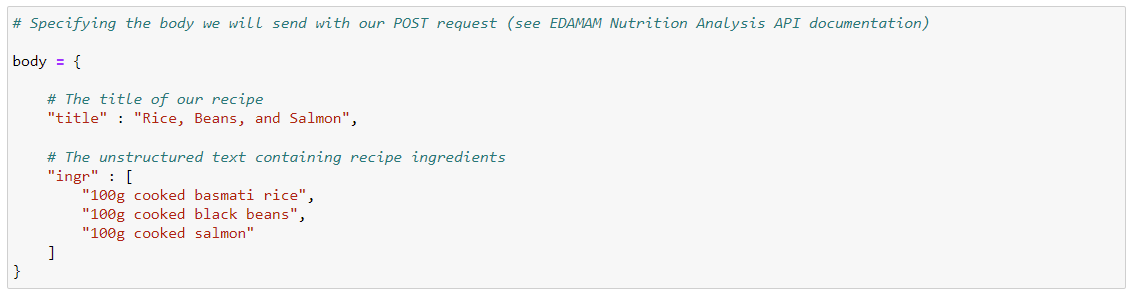 # Specifying the body we will send with our POST request (see EDAMAM Nutrition Analysis API documentation)
body = {
# The title of our recipe
"title" : "Rice, Beans, and Salmon",
# The unstructured text containing recipe ingredients
"ingr" : [
"100g cooked basmati rice",
"100g cooked black beans",
"100g cooked salmon"
]
}